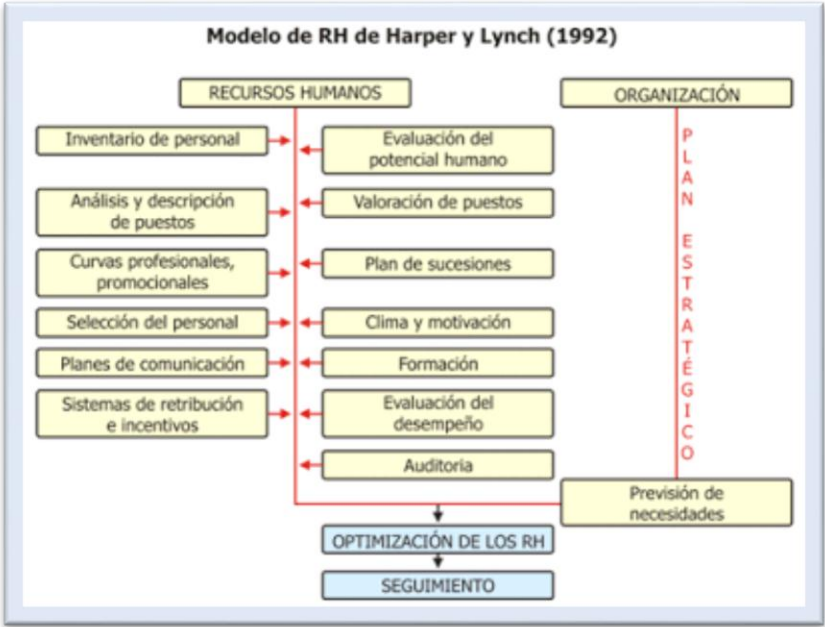 Modelo de RH de Harper y Lynch (1992)
RECURSOS HUMANOS
ORGANIZACIÓN
Inventario de personal
Evaluación del
potencial humano
Análisis y descripción
de puestos
Valoración de puestos
Curvas profesionales,
promocionales
Plan de sucesiones
Selección del personal
Clima y motivación
Planes de comunicación
Formación
Sistemas de retribución
e incentivos
Evaluación del
desempeño
Auditoria
PLAN ESTRATÉGICO
Previsión de
necesidades
OPTIMIZACIÓN DE LOS RH
SEGUIMIENTO